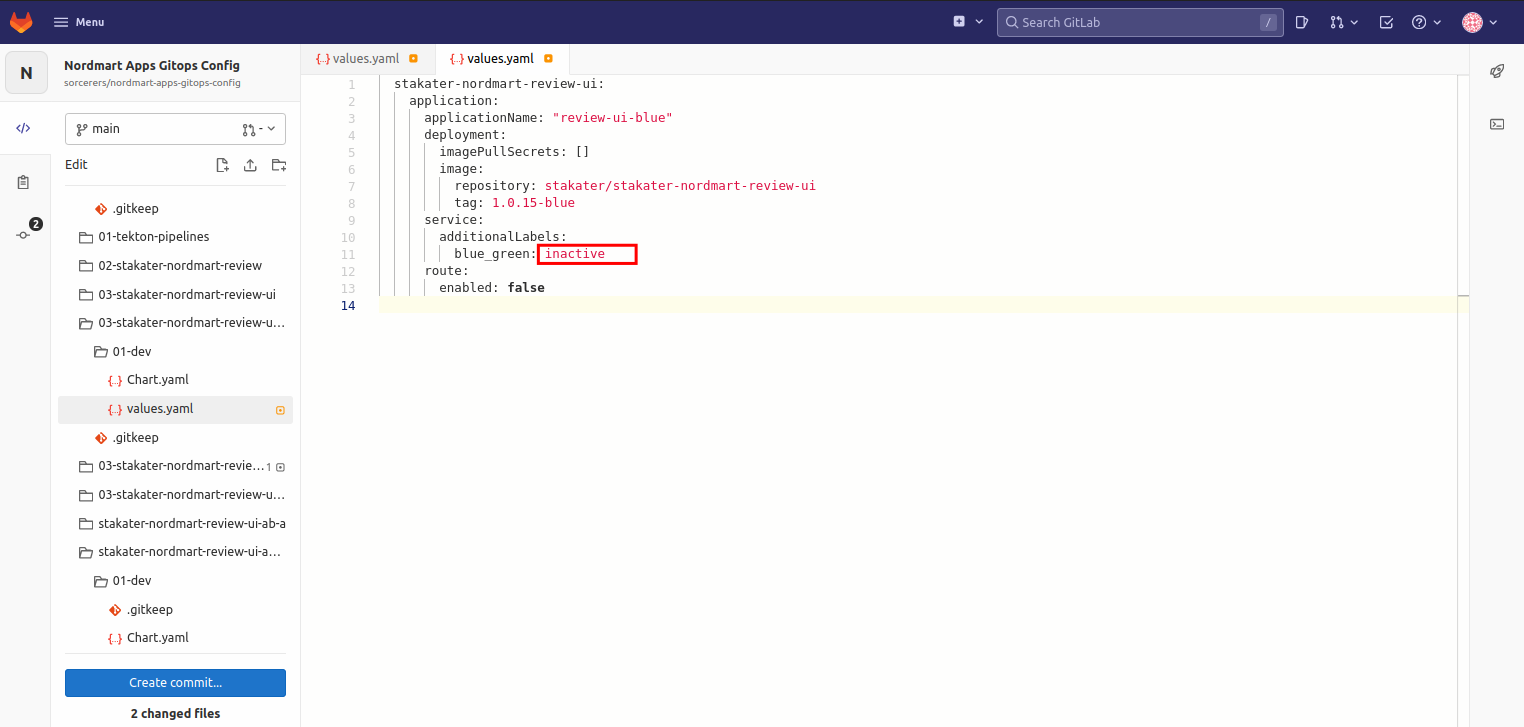 Menu
Search GitLab
/
N
Nordmart Apps Gitops Config
sorcerers/nordmart-apps-gitops-config
main
-
Edit
2
.gitkeep
01-tekton-pipelines
02-stakater-nordmart-review
03-stakater-nordmart-review-ui
03-stakater-nordmart-review-u...
01-dev
{..} Chart.yaml
{..} values.yaml
.gitkeep
03-stakater-nordmart-revie... 1
03-stakater-nordmart-review-u...
stakater-nordmart-review-ui-ab-a
stakater-nordmart-review-ui-a...
01-dev
.gitkeep
{..} Chart.yaml
Create commit...
2 changed files
{..} values.yaml
{..} values.yaml
1 stakater-nordmart-review-ui:
2 application:
3 applicationName: "review-ui-blue"
4 deployment:
5 imagePullSecrets: []
6 image:
7 repository: stakater/stakater-nordmart-review-ui
8 tag: 1.0.15-blue
9 service:
10 additionalLabels:
11 blue_green: inactive
12 route:
13 enabled: false
14